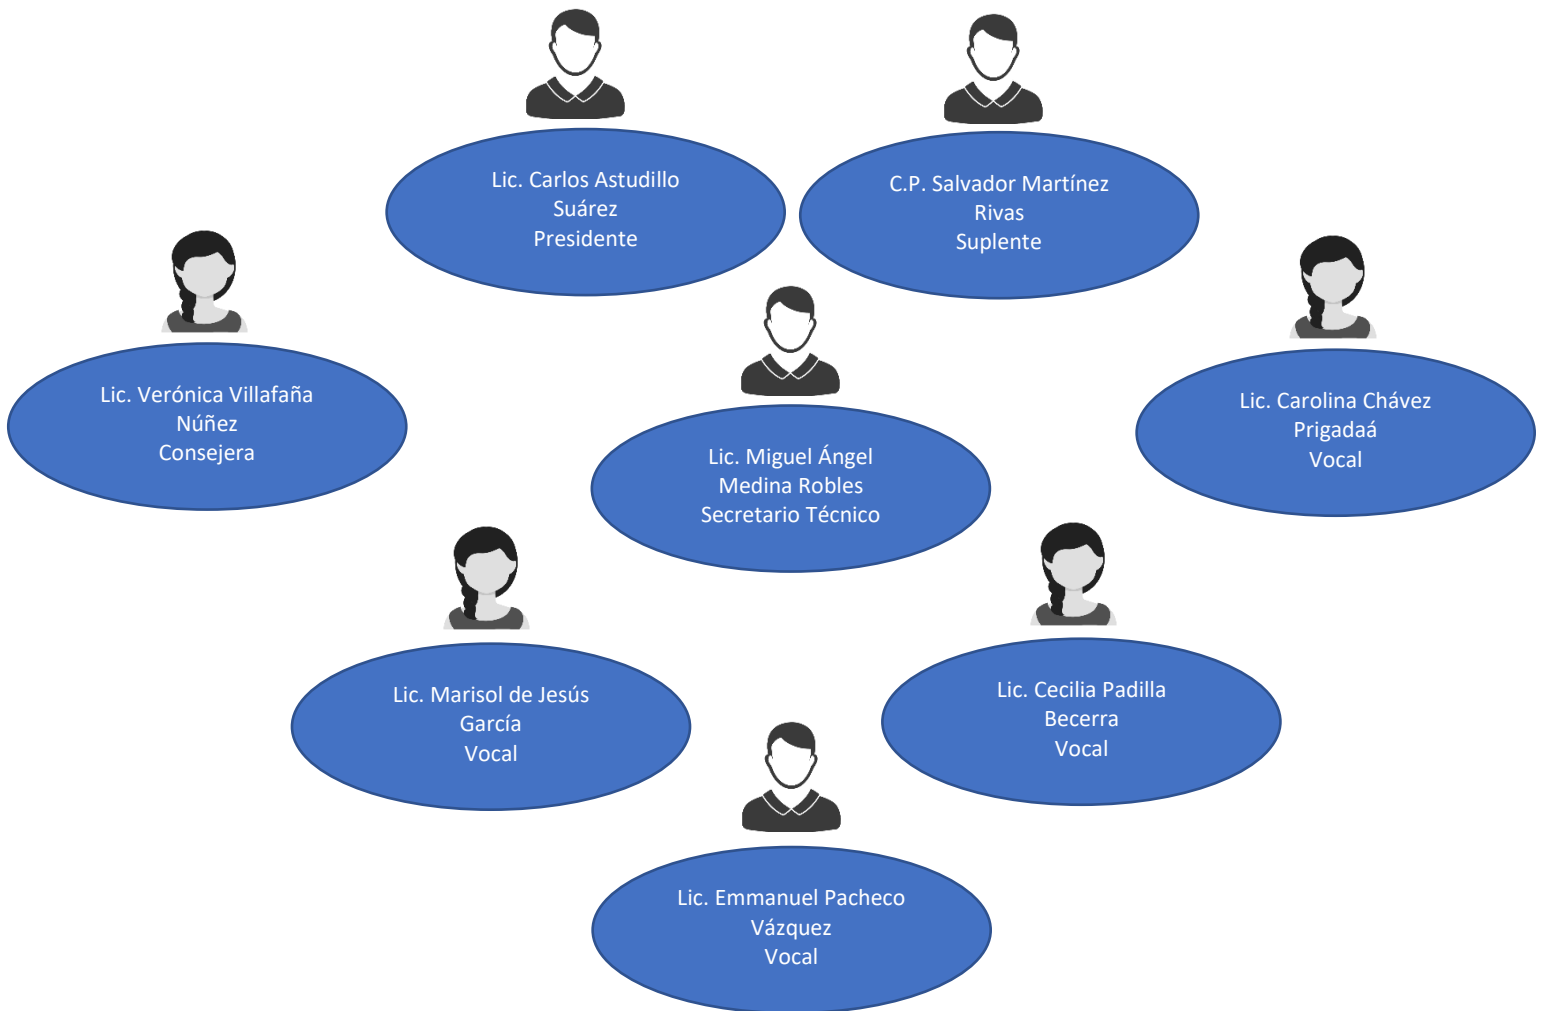 Lic. Carlos Astudillo
Suárez
Presidente
C.P. Salvador Martínez
Rivas
Suplente
Lic. Verónica Villafaña
Núñez
Consejera
Lic. Carolina Chávez
Prigadaá
Vocal
Lic. Miguel Ángel
Medina Robles
Secretario Técnico
Lic. Marisol de Jesús
García
Vocal
Lic. Cecilia Padilla
Becerra
Vocal
Lic. Emmanuel Pacheco
Vázquez
Vocal